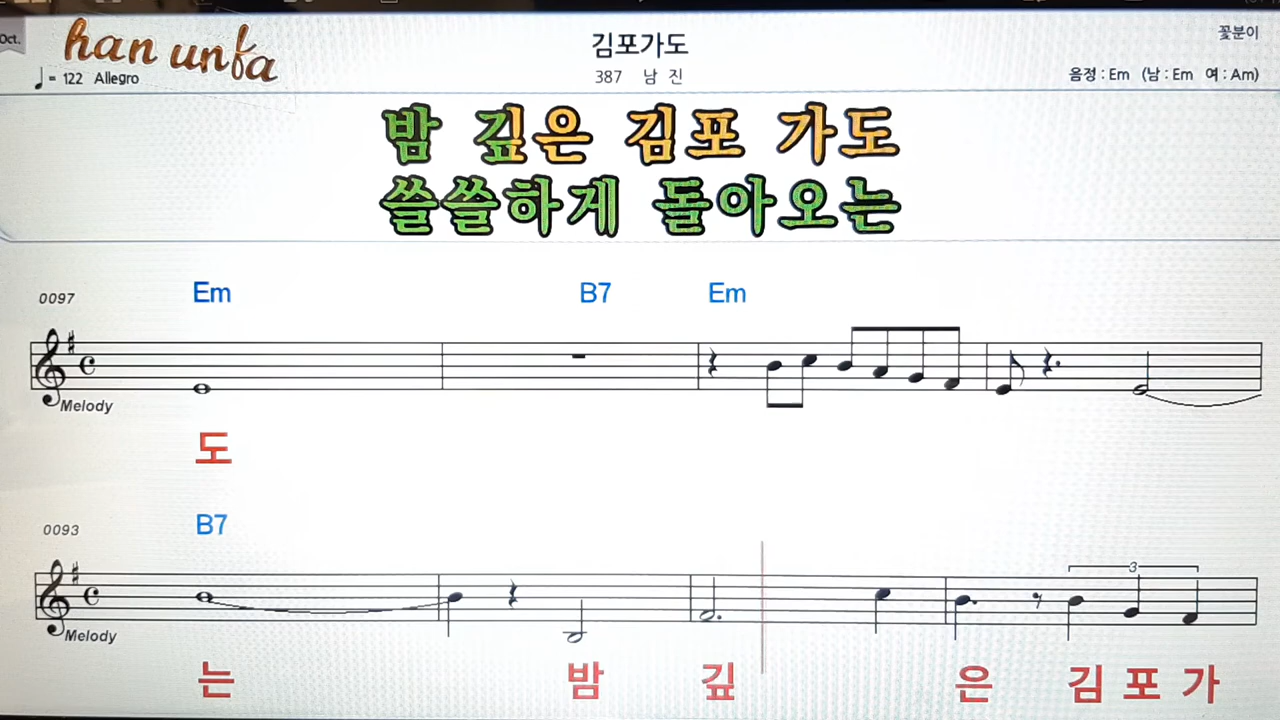 Oct.
han unfa
꽃분이
김포가도
♩ = 122 Allegro
387 남 진
음정 : Em (남 : Em 여 : Am)
밤 깊은 김포 가도
쓸쓸하게 돌아오는
0097
Em B7 Em
Melody
도
0093
B7
3
Melody
는 밤 깊 은 김 포 가